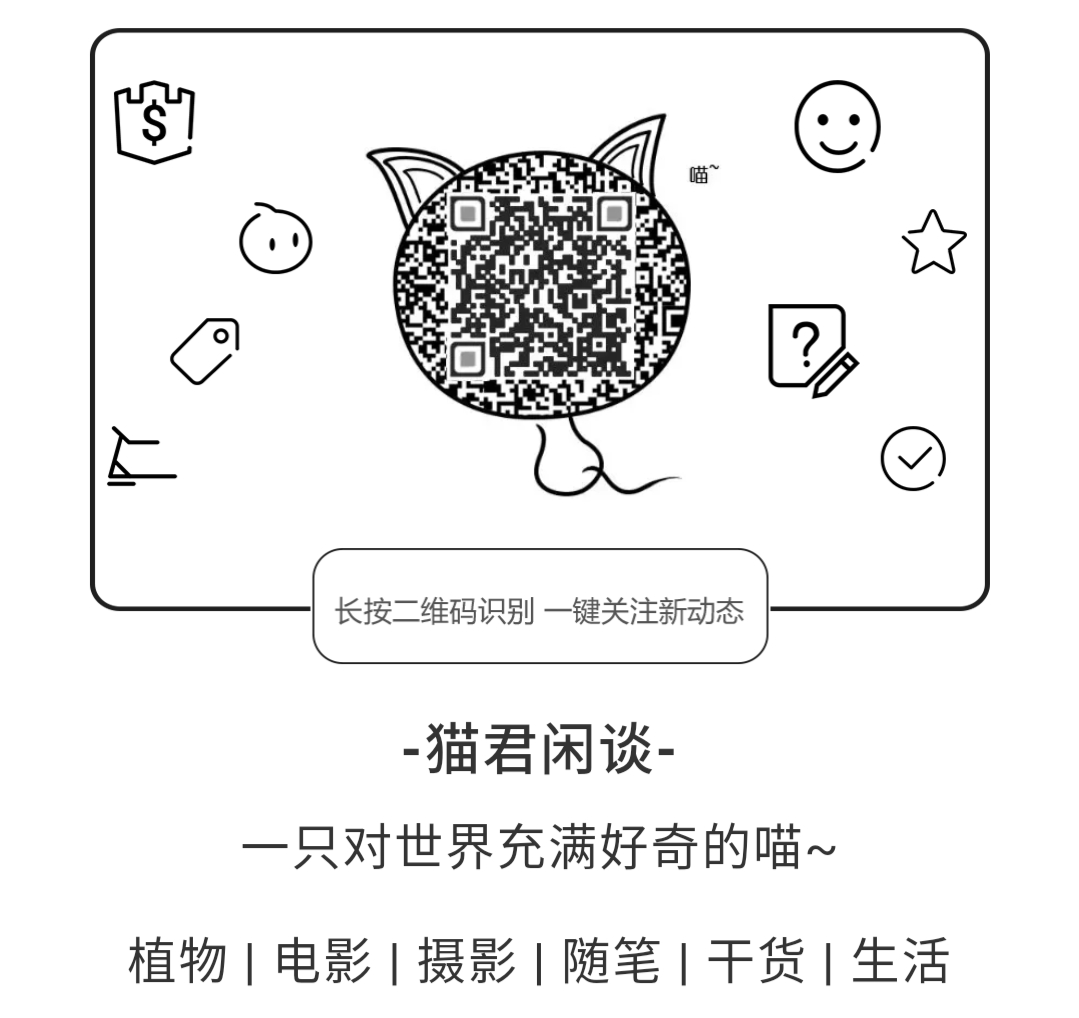 $
喵~
?
长按二维码识别 一键关注新动态
-猫君闲谈-
一只对世界充满好奇的喵~
植物 | 电影 | 摄影 | 随笔 | 干货 | 生活